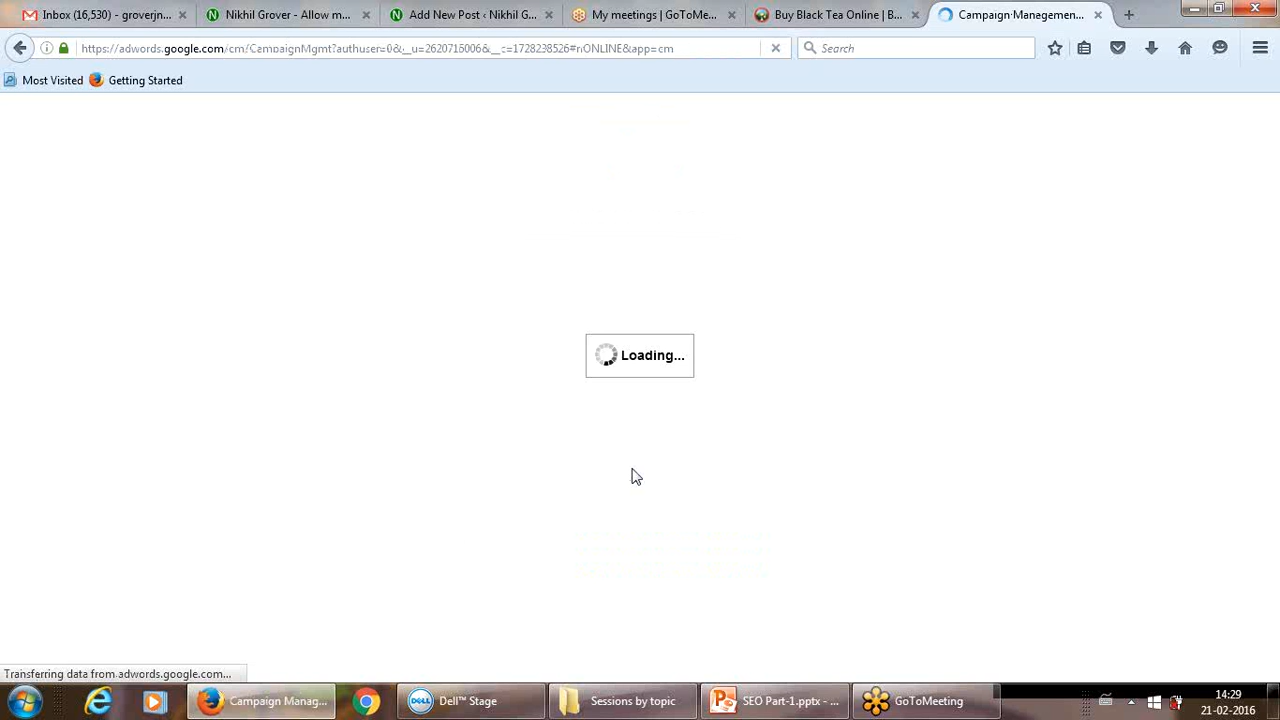 Inbox (16,530) - groverjn...
Nikhil Grover - Allow m...
Add New Post ‹ Nikhil G...
My meetings | GoToMe...
Buy Black Tea Online | B...
Campaign Managemen...
https://adwords.google.com/cm/CampaignMgmt?authuser=0&__u=2620716006&__c=1728238526#nONLINE&app=cm
Search
Most Visited
Getting Started
Loading...
Transferring data from adwords.google.com...
Campaign Manag...
DELL
Dell™ Stage
Sessions by topic
SEO Part-1.pptx - ...
GoToMeeting
14:29
21-02-2016